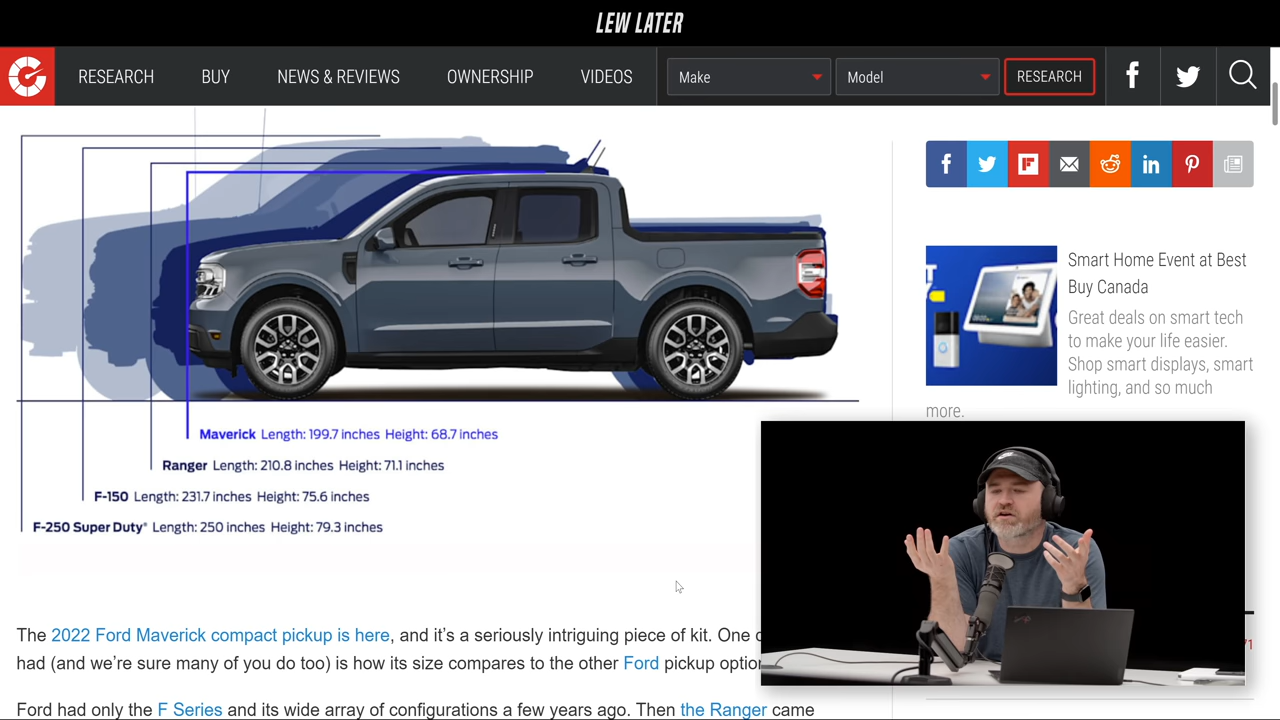 LEW LATER
RESEARCH BUY NEWS & REVIEWS OWNERSHIP VIDEOS Make Model RESEARCH
Maverick Length: 199.7 inches Height: 68.7 inches
Ranger Length: 210.8 inches Height: 71.1 inches
F-150 Length: 231.7 inches Height: 75.6 inches
F-250 Super Duty® Length: 250 inches Height: 79.3 inches
Smart Home Event at Best
Buy Canada
Great deals on smart tech
to make your life easier.
Shop smart displays, smart
lighting, and so much
more.
The 2022 Ford Maverick compact pickup is here, and it’s a seriously intriguing piece of kit. One
had (and we’re sure many of you do too) is how its size compares to the other Ford pickup
Ford had only the F Series and its wide array of configurations a few years ago. Then the Ranger came